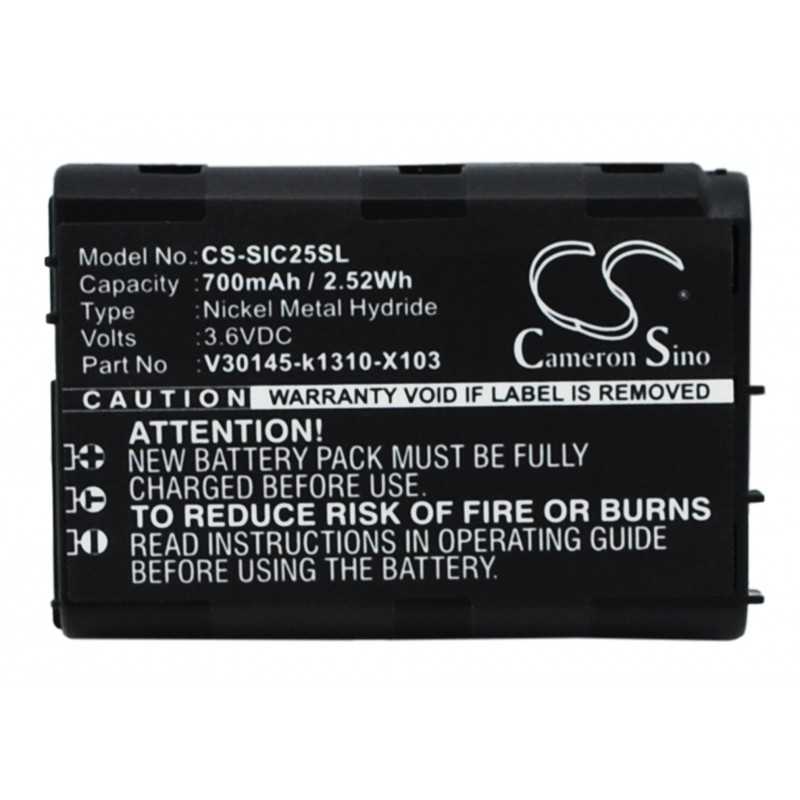 Model No. : CS-SIC25SL
Capacity : 700mAh / 2.52Wh
Type : Nickel Metal Hydride
Volts : 3.6VDC
Part No : V30145-k1310-X103
CS
Cameron Sino
CAUTION WARRANTY VOID IF LABEL IS REMOVED
ATTENTION!
NEW BATTERY PACK MUST BE FULLY
CHARGED BEFORE USE.
TO REDUCE RISK OF FIRE OR BURNS
READ INSTRUCTIONS IN OPERATING GUIDE
BEFORE USING THE BATTERY.